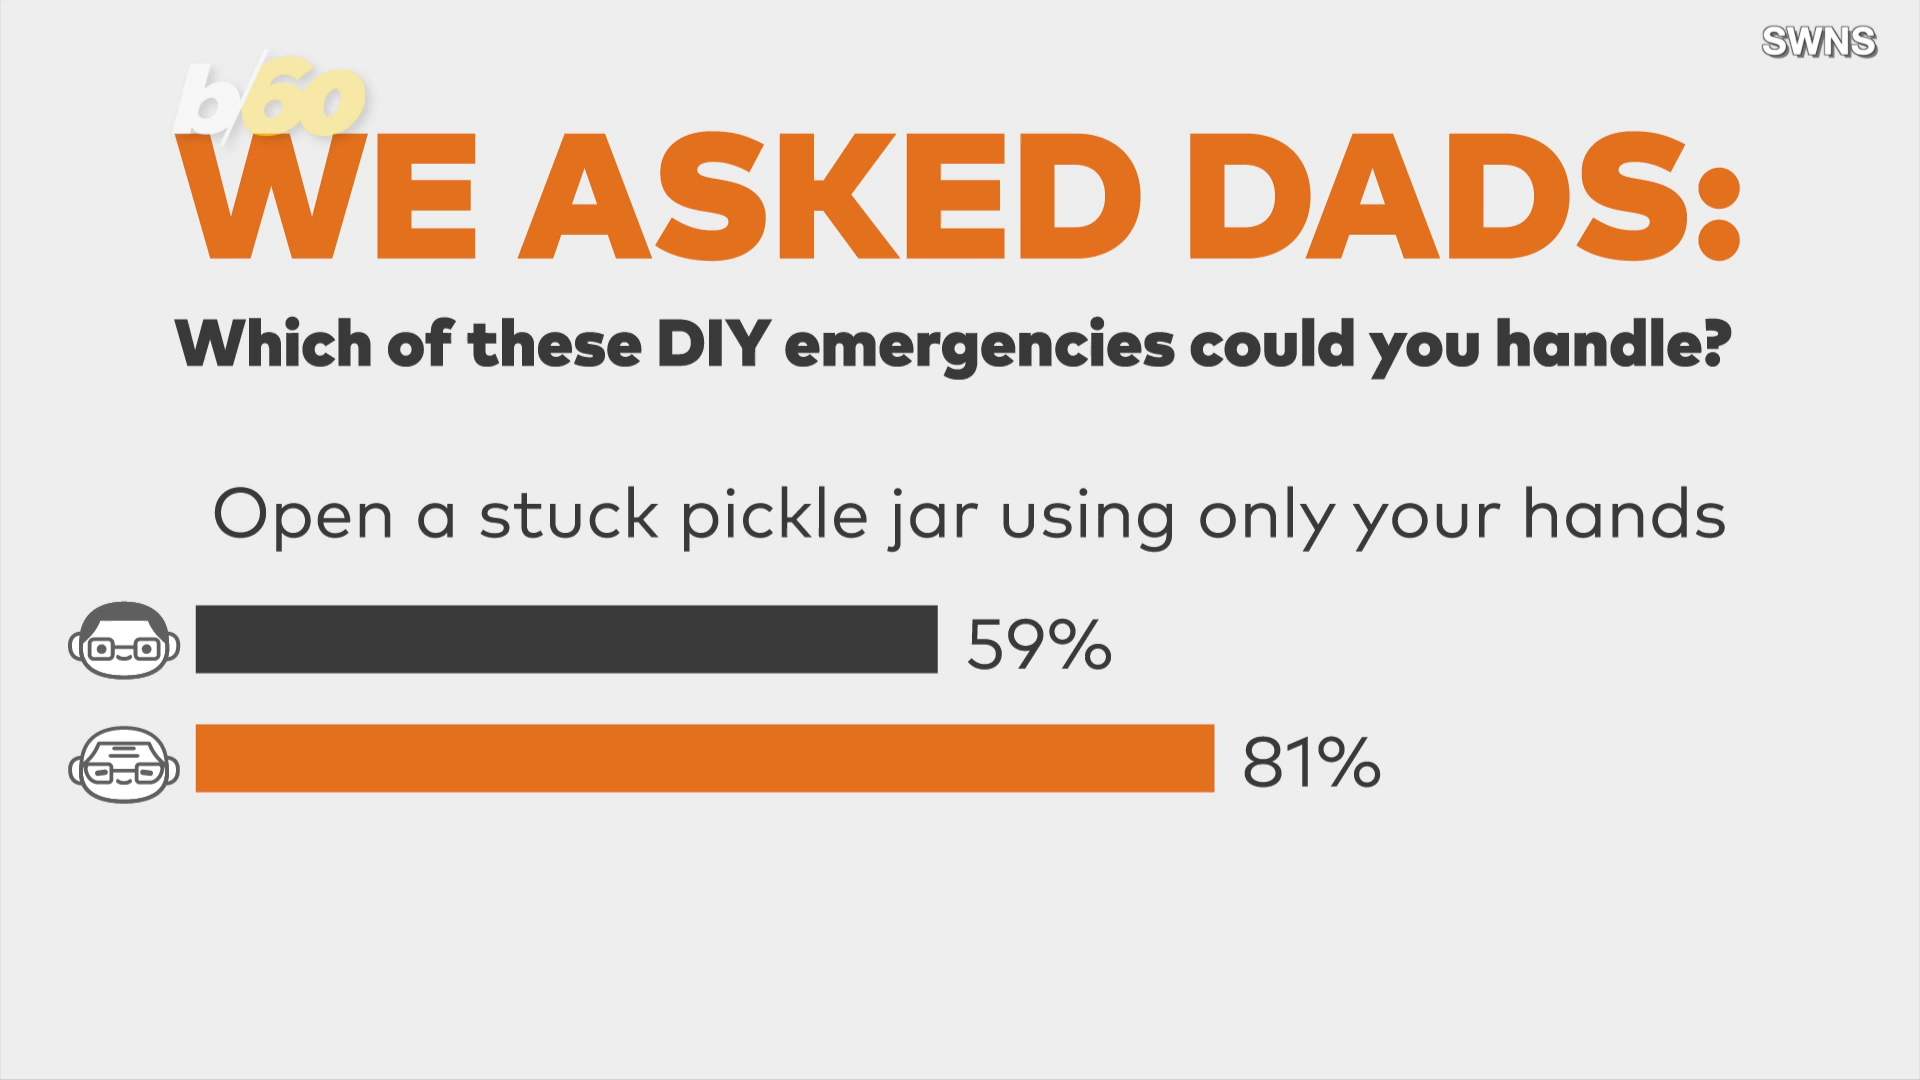 SWNS
b/60
WE ASKED DADS:
Which of these DIY emergencies could you handle?
Open a stuck pickle jar using only your hands
59%
81%